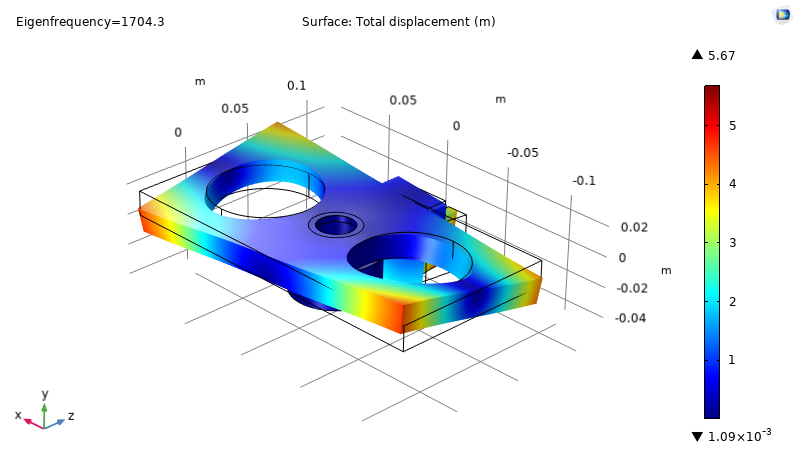 Eigenfrequency=1704.3 Surface: Total displacement (m)
▲ 5.67
m 0.1 0.05 m
0.05 0
0 -0.05
-0.1
5
4
0.02
0 m
-0.02
-0.04
3
2
1
y
x z
▼ 1.09×10⁻³